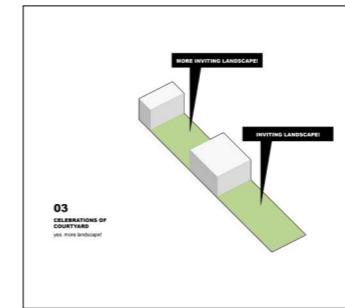 MORE INVITING LANDSCAPE!
INVITING LANDSCAPE!
03
CELEBRATIONS OF
COURTYARD
yes. more landscape!